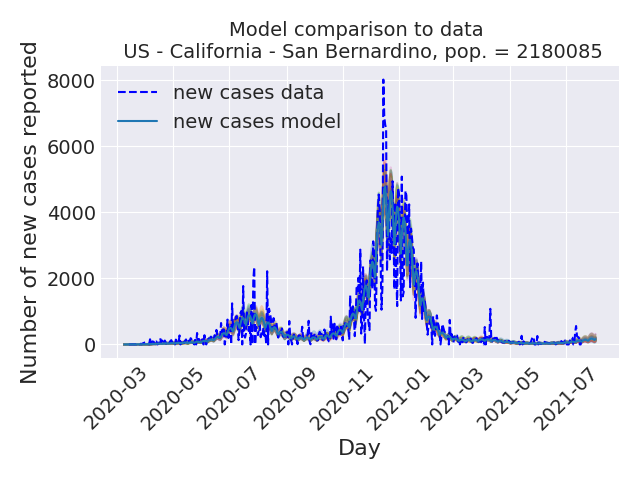 Model comparison to data
US - California - San Bernardino, pop. = 2180085
Number of new cases reported
8000
6000
4000
2000
0
new cases data
new cases model
2020-03
2020-05
2020-07
2020-09
2020-11
2021-01
2021-03
2021-05
2021-07
Day